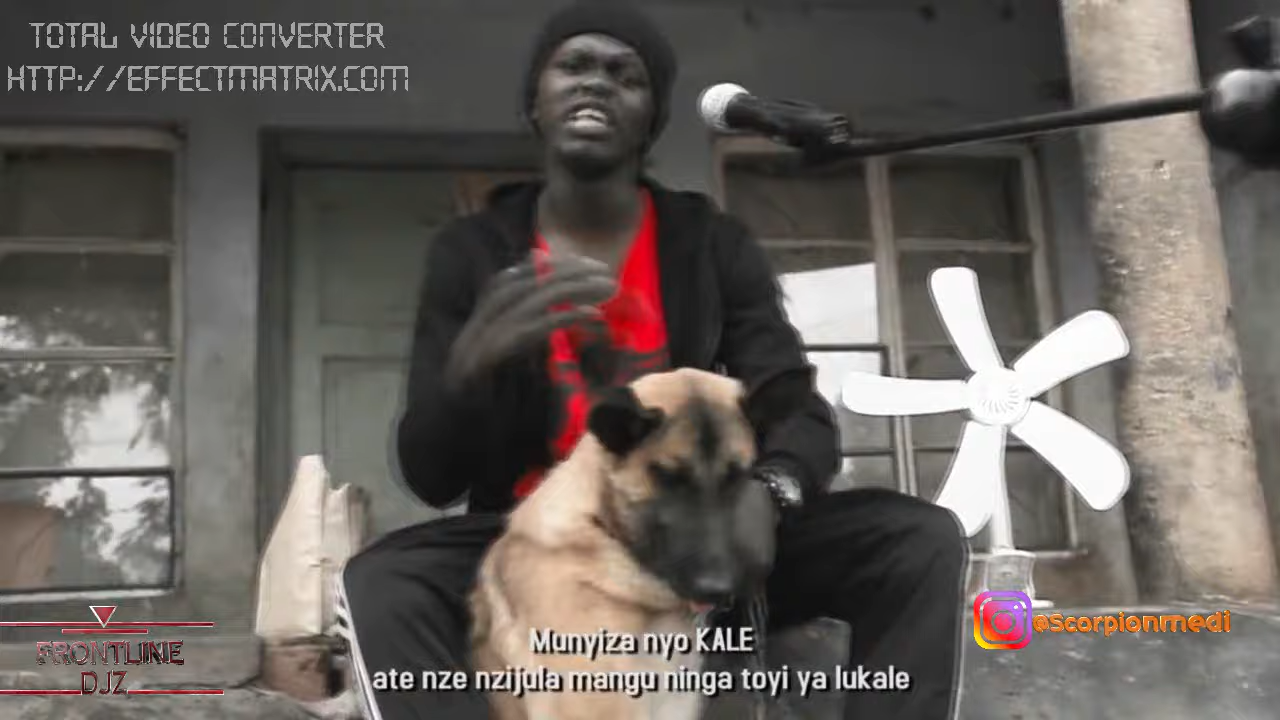 TOTAL VIDEO CONVERTER
HTTP://EFFECTMATRIX.COM
Munyiza nyo KALE
ate nze nzijula mangu ninga toyi ya lukale
FRONTLINE
DJZ
@scorpionmedi